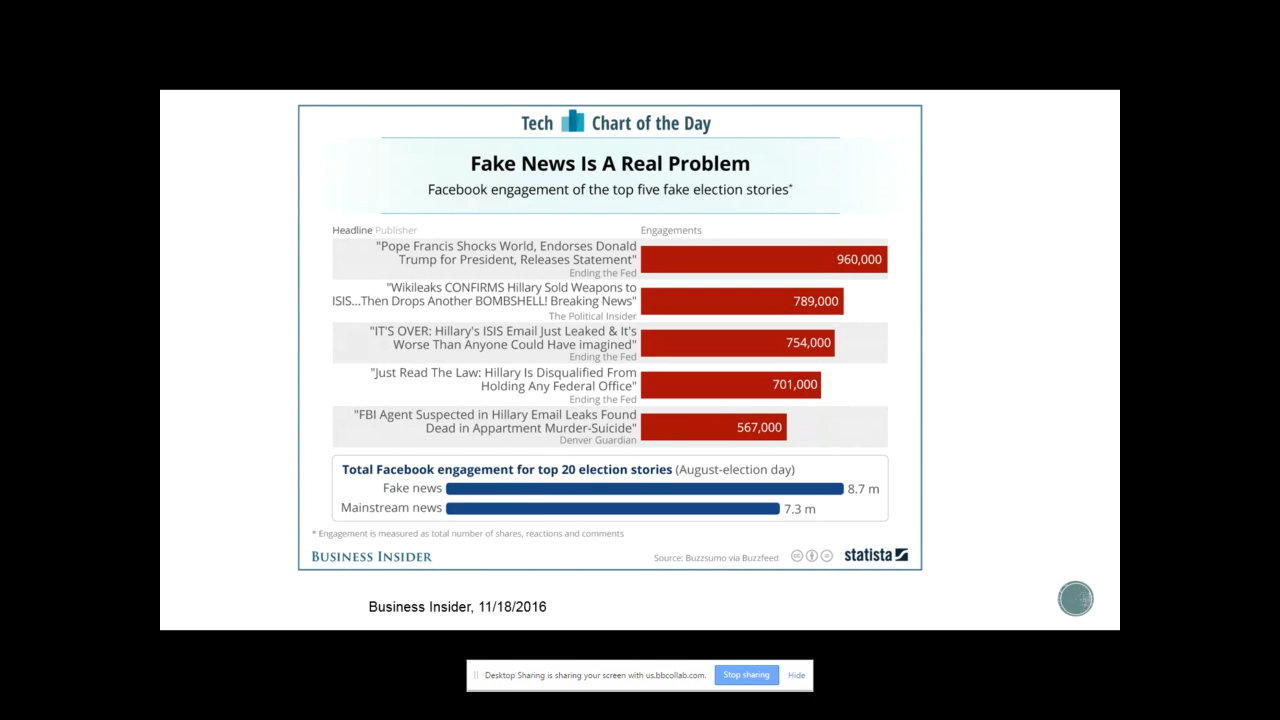 Tech Chart of the Day
Fake News Is A Real Problem
Facebook engagement of the top five fake election stories*
Headline Publisher Engagements
"Pope Francis Shocks World, Endorses Donald
Trump for President, Releases Statement"
Ending the Fed
960,000
"Wikileaks CONFIRMS Hillary Sold Weapons to
ISIS...Then Drops Another BOMBSHELL! Breaking News"
The Political Insider
789,000
"IT'S OVER: Hillary's ISIS Email Just Leaked & It's
Worse Than Anyone Could Have imagined"
Ending the Fed
754,000
"Just Read The Law: Hillary Is Disqualified From
Holding Any Federal Office"
Ending the Fed
701,000
"FBI Agent Suspected in Hillary Email Leaks Found
Dead in Appartment Murder-Suicide"
Denver Guardian
567,000
Total Facebook engagement for top 20 election stories (August-election day)
Fake news 8.7 m
Mainstream news 7.3 m
* Engagement is measured as total number of shares, reactions and comments
BUSINESS INSIDER
Source: Buzzsumo via Buzzfeed
statista
Business Insider, 11/18/2016
Desktop Sharing is sharing your screen with us.bbcollab.com. Stop sharing Hide